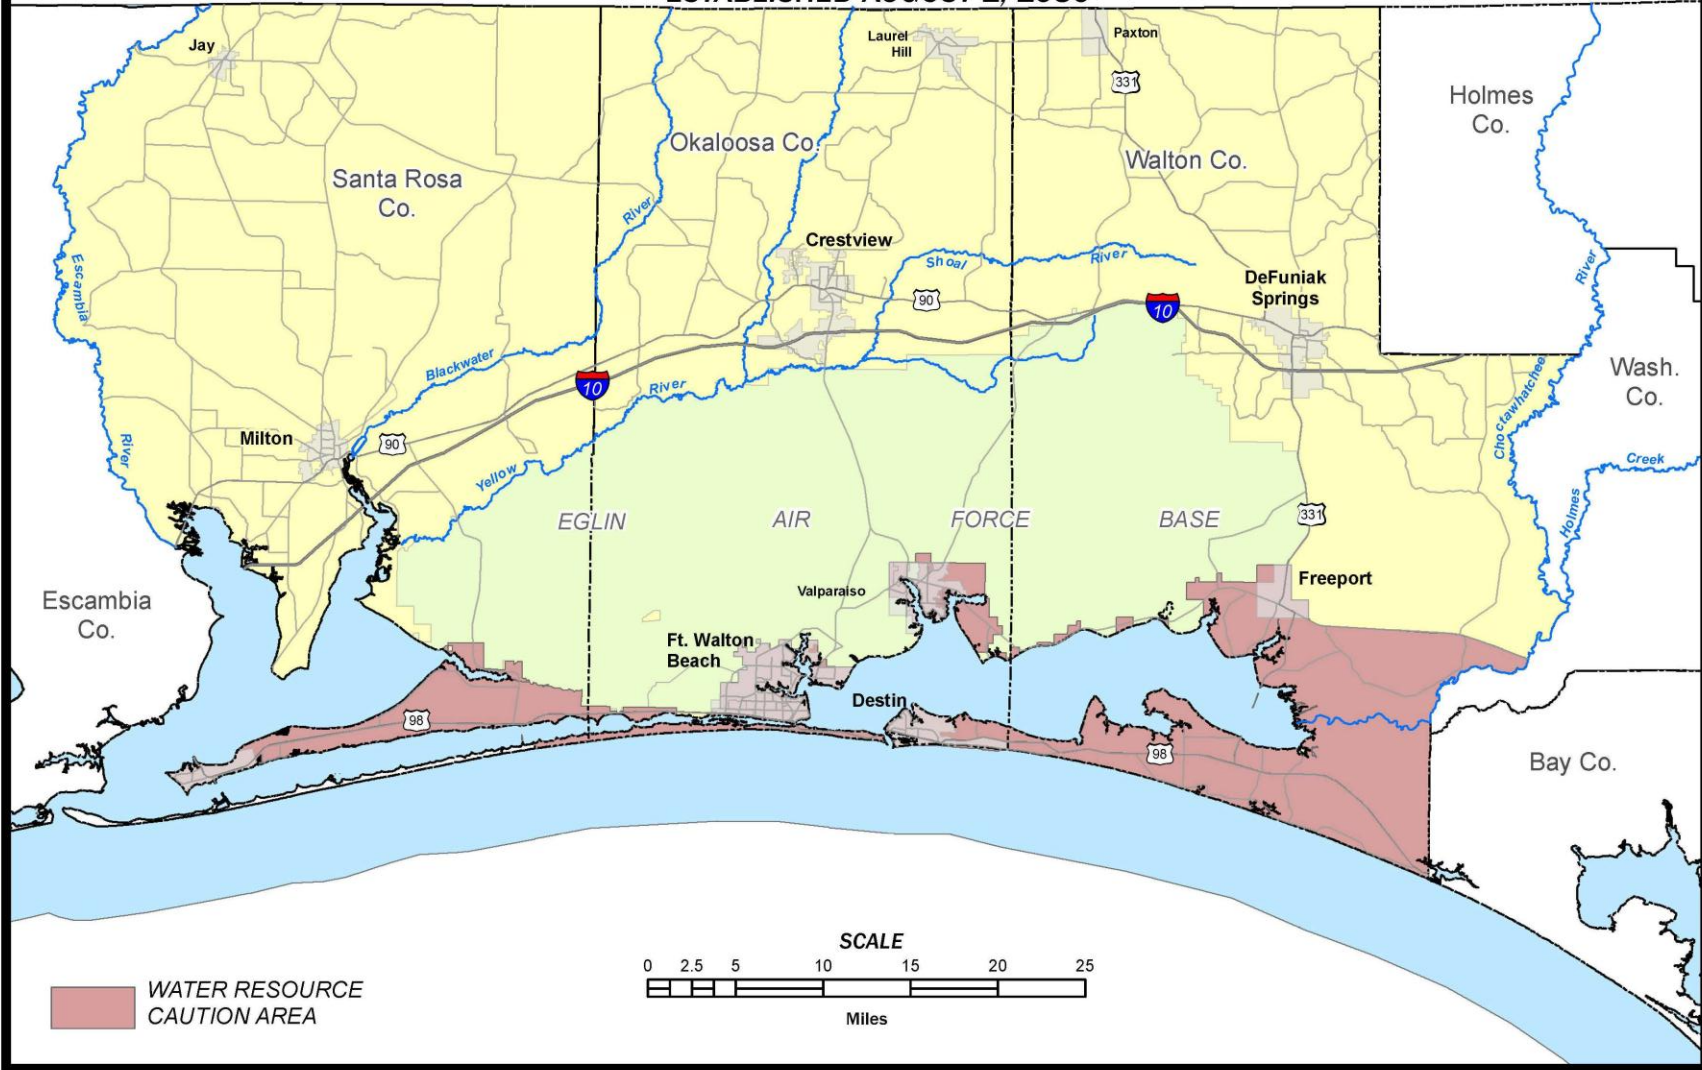 Jay
Laurel
Hill
Paxton
331
Holmes
Co.
Okaloosa Co.
Walton Co.
Santa Rosa
Co.
River
Crestview
Shoal
River
River
Escambia
DeFuniak
Springs
90
10
Blackwater
10
River
Wash.
Co.
Choctawhatchee
Milton
90
River
Yellow
Creek
Holmes
EGLIN
AIR
FORCE
BASE
331
Valparaiso
Freeport
Escambia
Co.
Ft. Walton
Beach
Destin
98
98
Bay Co.
SCALE
0 2.5 5 10 15 20 25
Miles
WATER RESOURCE
CAUTION AREA